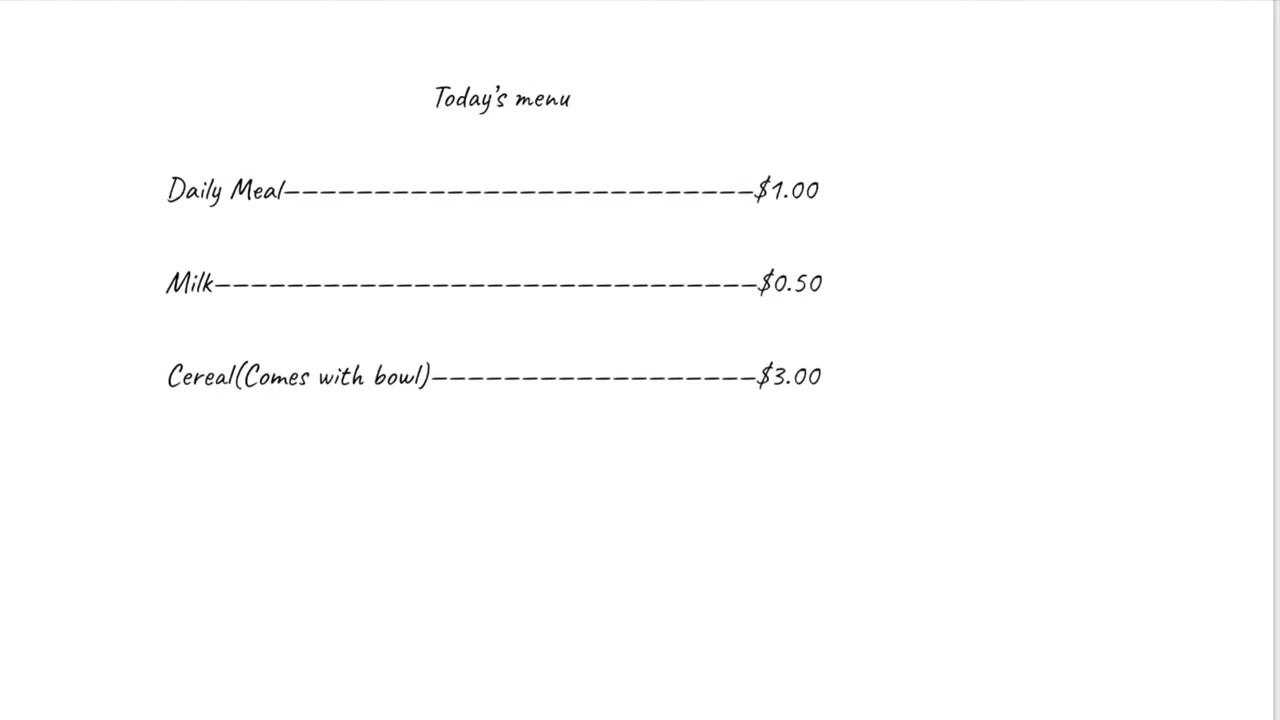 Today's menu
Daily Meal--------------------------$1.00
Milk------------------------------$0.50
Cereal(Comes with bowl)------------------$3.00